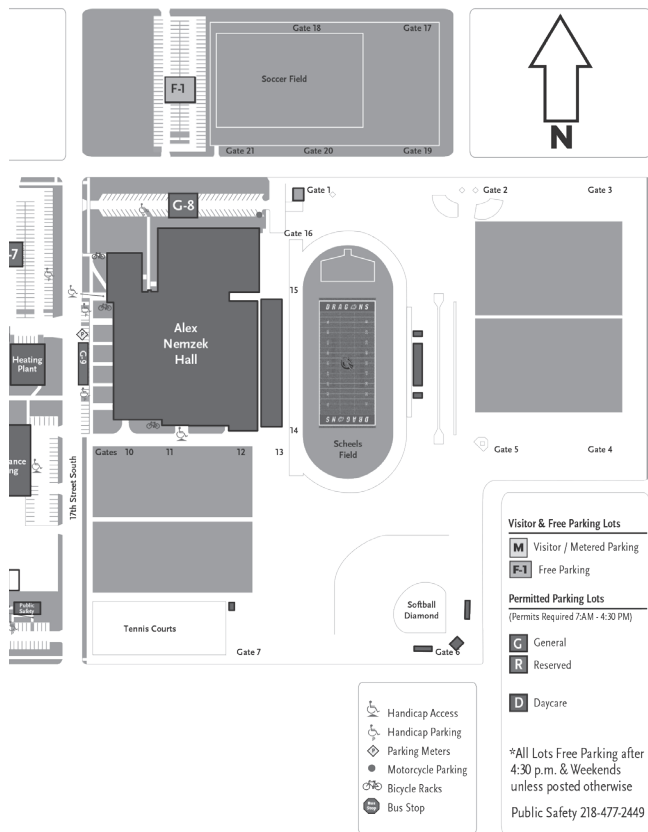 Gate 18
Gate 17
F-1
Soccer Field
Gate 21
Gate 20
Gate 19
N
Gate 1
Gate 2
Gate 3
G-8
Gate 16
-7
15
DRAGONS
Alex
Nemzek
Hall
G-9
Heating
Plant
DRAGONS
14
Scheels
Field
Gate 5
Gate 4
ance
ng
Gates 10
11
12
13
17th Street South
Public
Safety
Tennis Courts
Softball
Diamond
Gate 7
Gate 6
Visitor & Free Parking Lots
M Visitor / Metered Parking
F-1 Free Parking
Permitted Parking Lots
(Permits Required 7:AM - 4:30 PM)
G General
R Reserved
D Daycare
*All Lots Free Parking after
4:30 p.m. & Weekends
unless posted otherwise
Public Safety 218-477-2449
Handicap Access
Handicap Parking
Parking Meters
Motorcycle Parking
Bicycle Racks
Bus Stop Bus Stop